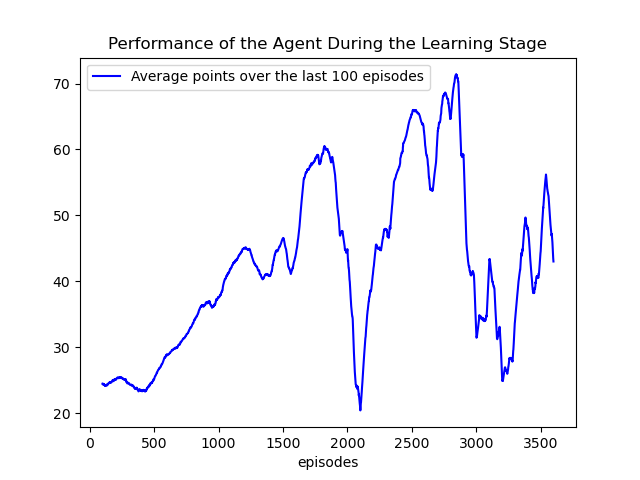 Performance of the Agent During the Learning Stage
Average points over the last 100 episodes
70
60
50
40
30
20
0 500 1000 1500 2000 2500 3000 3500
episodes